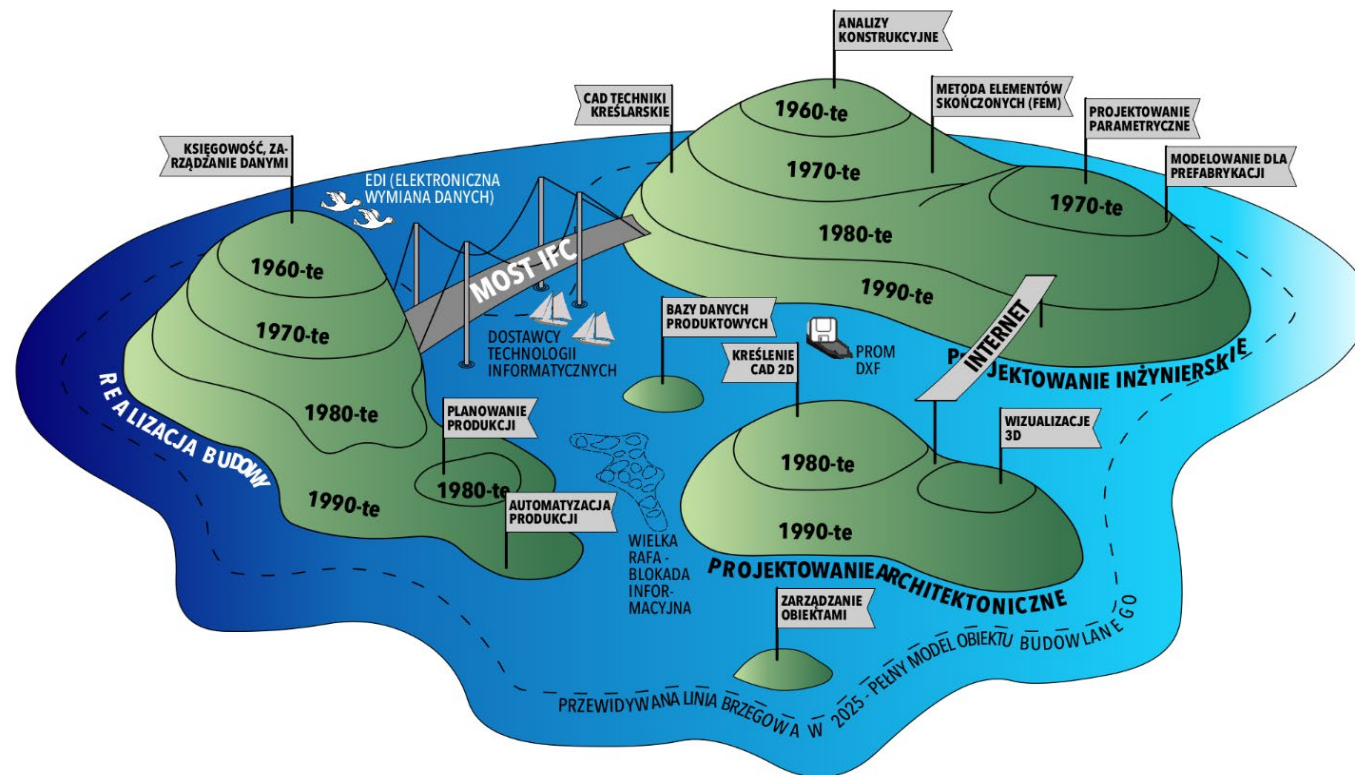 ANALIZY
KONSTRUKCYJNE
CAD TECHNIKI
KREŚLARSKIE
METODA ELEMENTÓW
SKOŃCZONYCH (FEM)
PROJEKTOWANIE
PARAMETRYCZNE
MODELOWANIE DLA
PREFABRYKACJI
1960-te
1970-te
1970-te
1980-te
1990-te
PROJEKTOWANIE INŻYNIERSKIE
KSIĘGOWOŚĆ, ZA-
RZĄDZANIE DANYMI
EDI (ELEKTRONICZNA
WYMIANA DANYCH)
MOST IFC
1960-te
1970-te
1980-te
1990-te
REALIZACJA BUDOWY
PLANOWANIE
PRODUKCJI
1980-te
AUTOMATYZACJA
PRODUKCJI
DOSTAWCY
TECHNOLOGII
INFORMATYCZNYCH
BAZY DANYCH
PRODUKTOWYCH
PROM
DXF
INTERNET
KREŚLENIE
CAD 2D
WIZUALIZACJE
3D
1980-te
1990-te
PROJEKTOWANIE ARCHITEKTONICZNE
WIELKA
RAFA -
BLOKADA
INFOR-
MACYJNA
ZARZĄDZANIE
OBIEKTAMI
PRZEWIDYWANA LINIA BRZEGOWA W 2025 - PEŁNY MODEL OBIEKTU BUDOWLANEGO